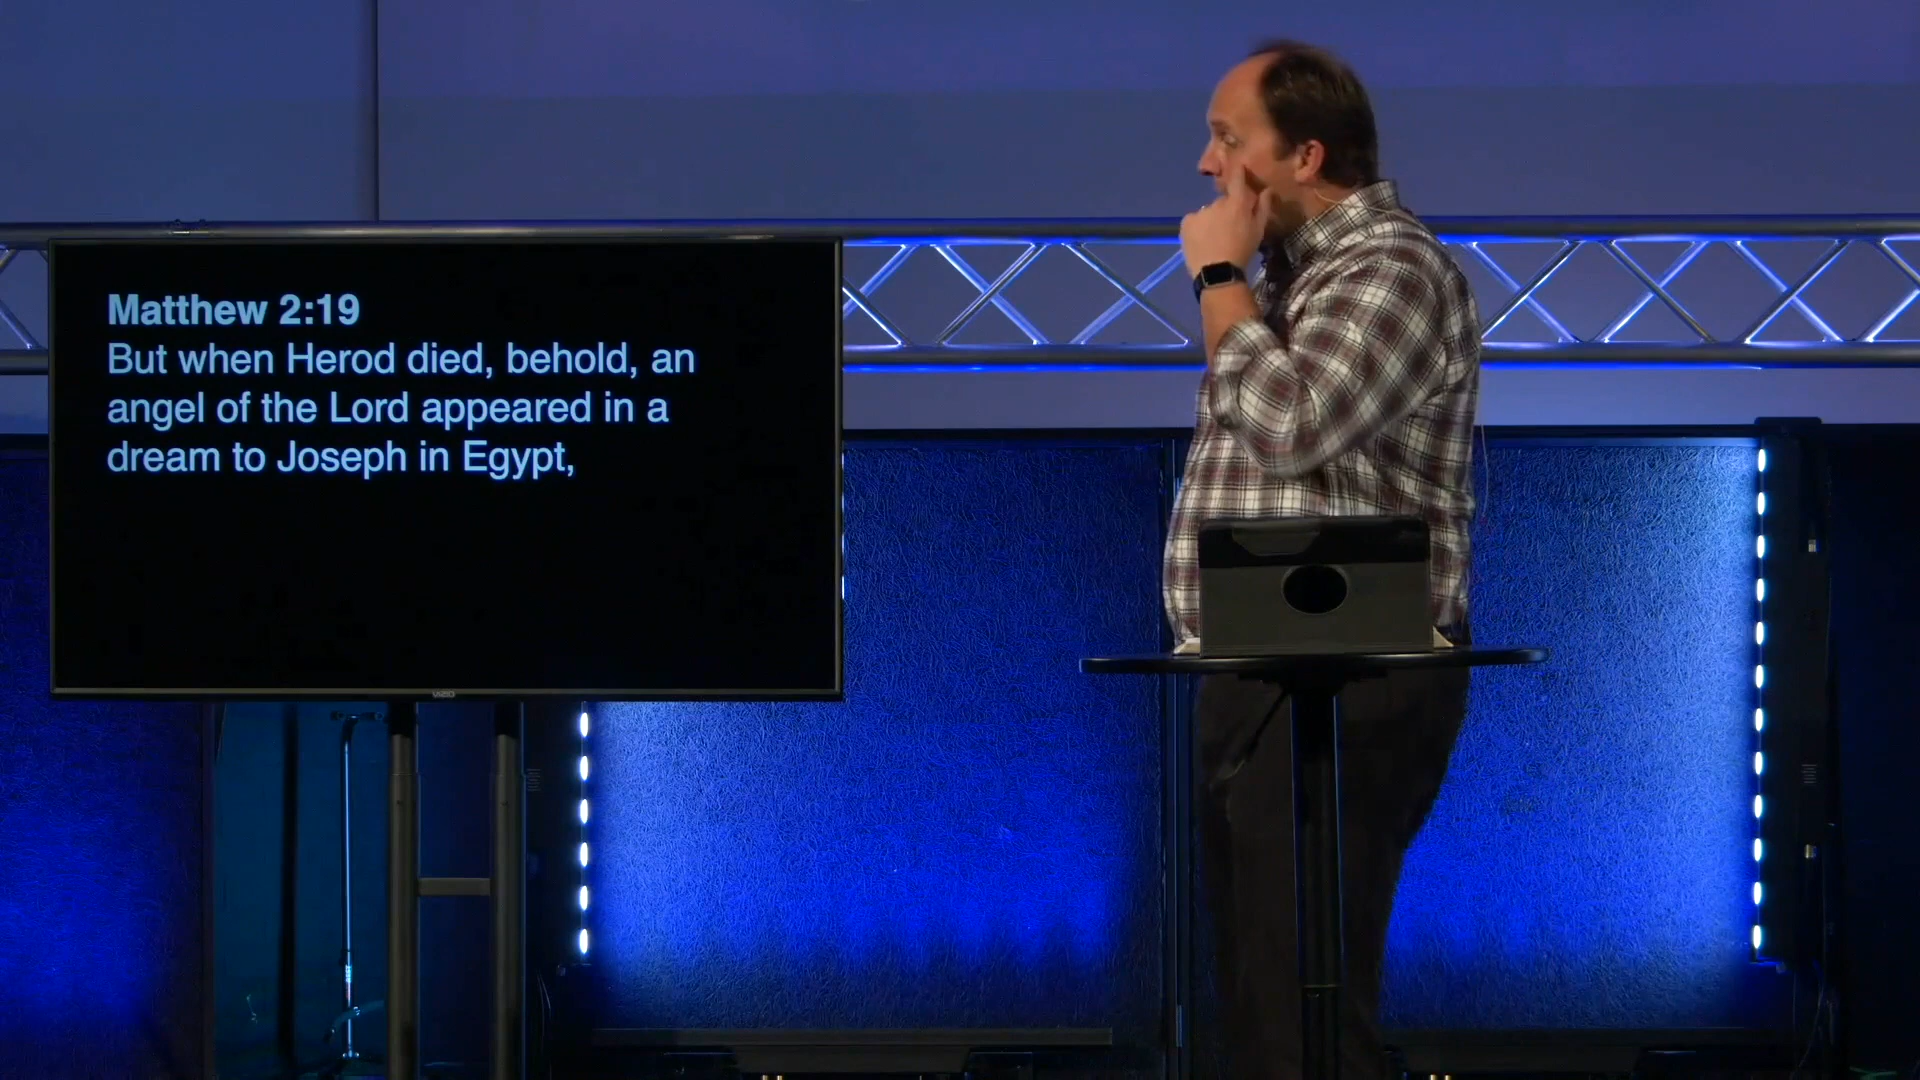 Matthew 2:19
But when Herod died, behold, an
angel of the Lord appeared in a
dream to Joseph in Egypt,
VIZIO